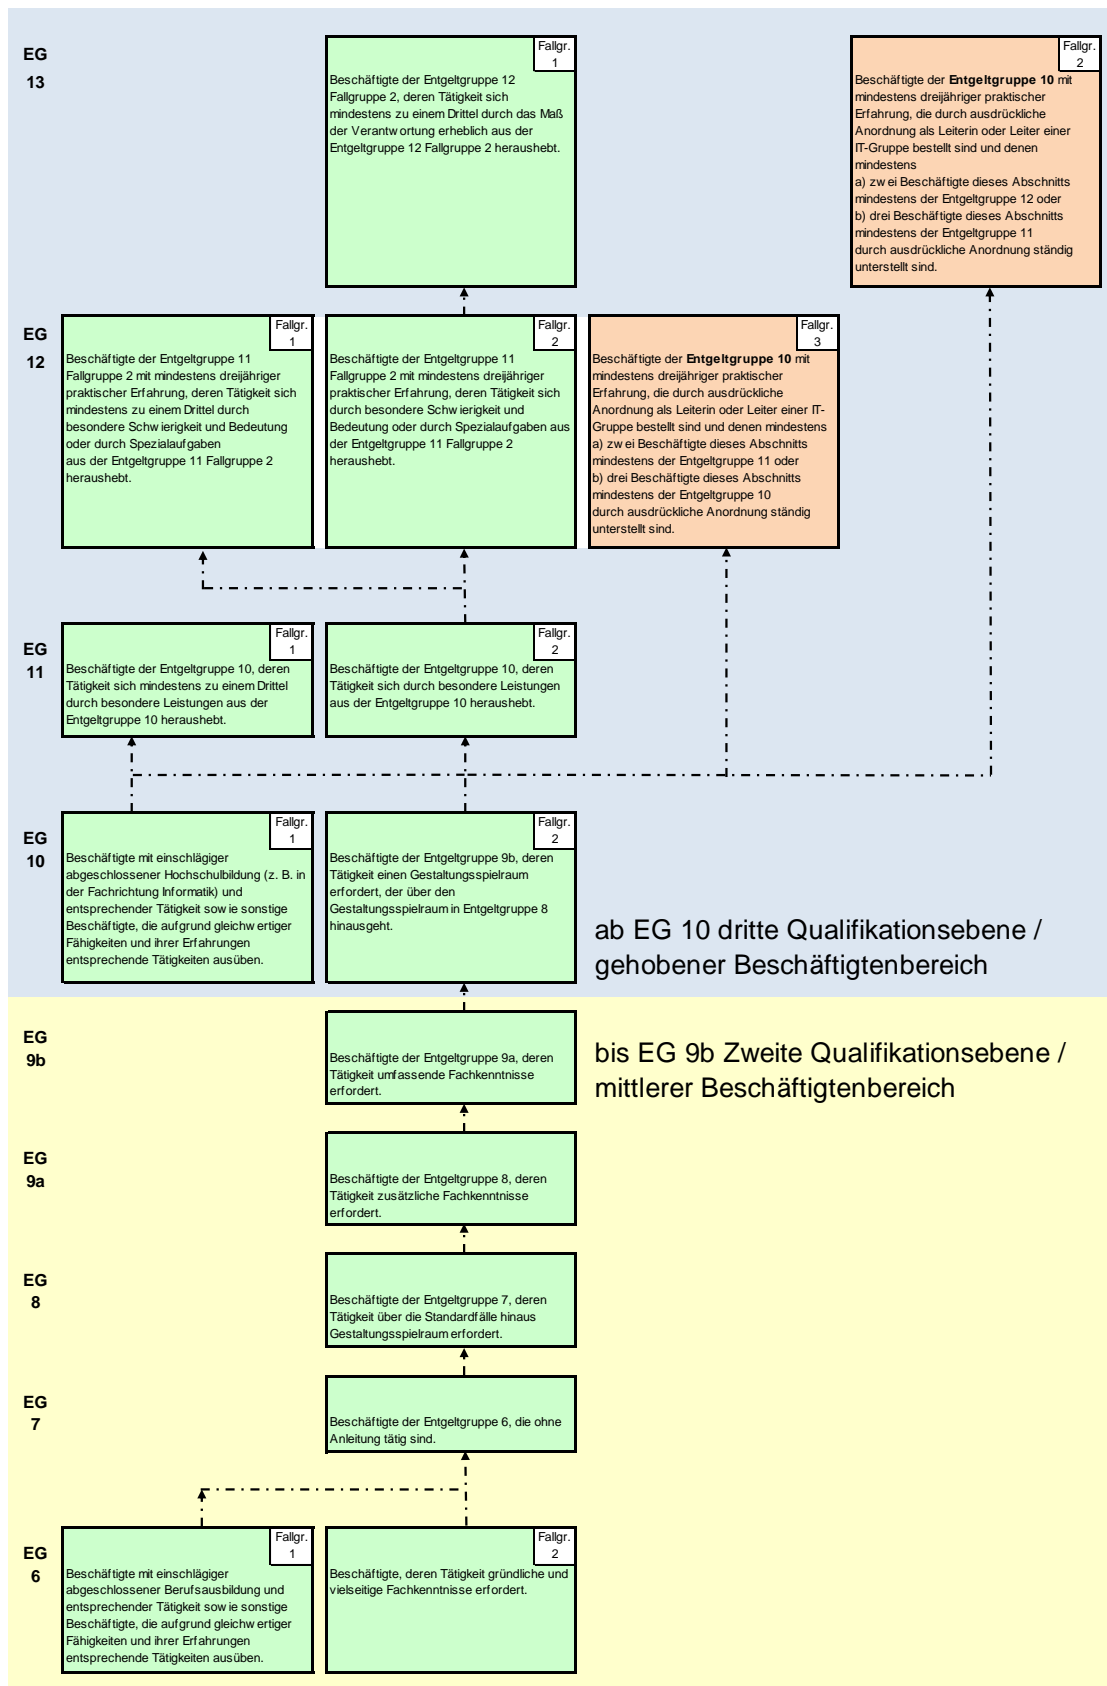 EG
13
Fallgr.
1
Beschäftigte der Entgeltgruppe 12
Fallgruppe 2, deren Tätigkeit sich
mindestens zu einem Drittel durch das Maß
der Verantwortung erheblich aus der
Entgeltgruppe 12 Fallgruppe 2 heraushebt.
Fallgr.
2
Beschäftigte der Entgeltgruppe 10 mit
mindestens dreijähriger praktischer
Erfahrung, die durch ausdrückliche
Anordnung als Leiterin oder Leiter einer
IT-Gruppe bestellt sind und denen
mindestens
a) zwei Beschäftigte dieses Abschnitts
mindestens der Entgeltgruppe 12 oder
b) drei Beschäftigte dieses Abschnitts
mindestens der Entgeltgruppe 11
durch ausdrückliche Anordnung ständig
unterstellt sind.
EG
12
Fallgr.
1
Beschäftigte der Entgeltgruppe 11
Fallgruppe 2 mit mindestens dreijähriger
praktischer Erfahrung, deren Tätigkeit sich
mindestens zu einem Drittel durch
besondere Schwierigkeit und Bedeutung
oder durch Spezialaufgaben
aus der Entgeltgruppe 11 Fallgruppe 2
heraushebt.
Fallgr.
2
Beschäftigte der Entgeltgruppe 11
Fallgruppe 2 mit mindestens dreijähriger
praktischer Erfahrung, deren Tätigkeit sich
durch besondere Schwierigkeit und
Bedeutung oder durch Spezialaufgaben aus
der Entgeltgruppe 11 Fallgruppe 2
heraushebt.
Fallgr.
3
Beschäftigte der Entgeltgruppe 10 mit
mindestens dreijähriger praktischer
Erfahrung, die durch ausdrückliche
Anordnung als Leiterin oder Leiter einer IT-
Gruppe bestellt sind und denen mindestens
a) zwei Beschäftigte dieses Abschnitts
mindestens der Entgeltgruppe 11 oder
b) drei Beschäftigte dieses Abschnitts
mindestens der Entgeltgruppe 10
durch ausdrückliche Anordnung ständig
unterstellt sind.
EG
11
Fallgr.
1
Beschäftigte der Entgeltgruppe 10, deren
Tätigkeit sich mindestens zu einem Drittel
durch besondere Leistungen aus der
Entgeltgruppe 10 heraushebt.
Fallgr.
2
Beschäftigte der Entgeltgruppe 10, deren
Tätigkeit sich durch besondere Leistungen
aus der Entgeltgruppe 10 heraushebt.
EG
10
Fallgr.
1
Beschäftigte mit einschlägiger
abgeschlossener Hochschulbildung (z. B. in
der Fachrichtung Informatik) und
entsprechender Tätigkeit sowie sonstige
Beschäftigte, die aufgrund gleichwertiger
Fähigkeiten und ihrer Erfahrungen
entsprechende Tätigkeiten ausüben.
Fallgr.
2
Beschäftigte der Entgeltgruppe 9b, deren
Tätigkeit einen Gestaltungsspielraum
erfordert, der über den
Gestaltungsspielraum in Entgeltgruppe 8
hinausgeht.
ab EG 10 dritte Qualifikationsebene /
gehobener Beschäftigtenbereich
EG
9b
Beschäftigte der Entgeltgruppe 9a, deren
Tätigkeit umfassende Fachkenntnisse
erfordert.
bis EG 9b Zweite Qualifikationsebene /
mittlerer Beschäftigtenbereich
EG
9a
Beschäftigte der Entgeltgruppe 8, deren
Tätigkeit zusätzliche Fachkenntnisse
erfordert.
EG
8
Beschäftigte der Entgeltgruppe 7, deren
Tätigkeit über die Standardfälle hinaus
Gestaltungsspielraum erfordert.
EG
7
Beschäftigte der Entgeltgruppe 6, die ohne
Anleitung tätig sind.
EG
6
Fallgr.
1
Beschäftigte mit einschlägiger
abgeschlossener Berufsausbildung und
entsprechender Tätigkeit sowie sonstige
Beschäftigte, die aufgrund gleichwertiger
Fähigkeiten und ihrer Erfahrungen
entsprechende Tätigkeiten ausüben.
Fallgr.
2
Beschäftigte, deren Tätigkeit gründliche und
vielseitige Fachkenntnisse erfordert.